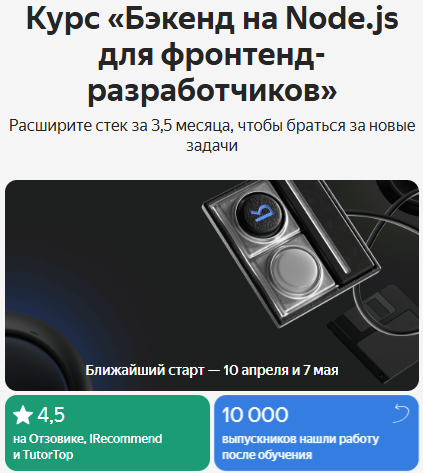 Курс «Бэкенд на Node.js
для фронтенд-
разработчиков»
Расширите стек за 3,5 месяца, чтобы браться за новые
задачи
Ближайший старт — 10 апреля и 7 мая
4,5
на Отзовике, IRecommend
и TutorTop
10 000
выпускников нашли работу
после обучения